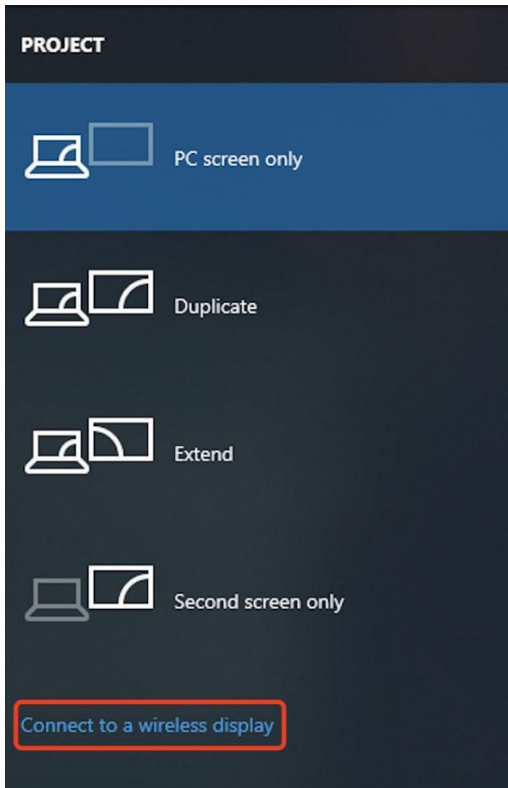 PROJECT
PC screen only
Duplicate
Extend
Second screen only
Connect to a wireless display